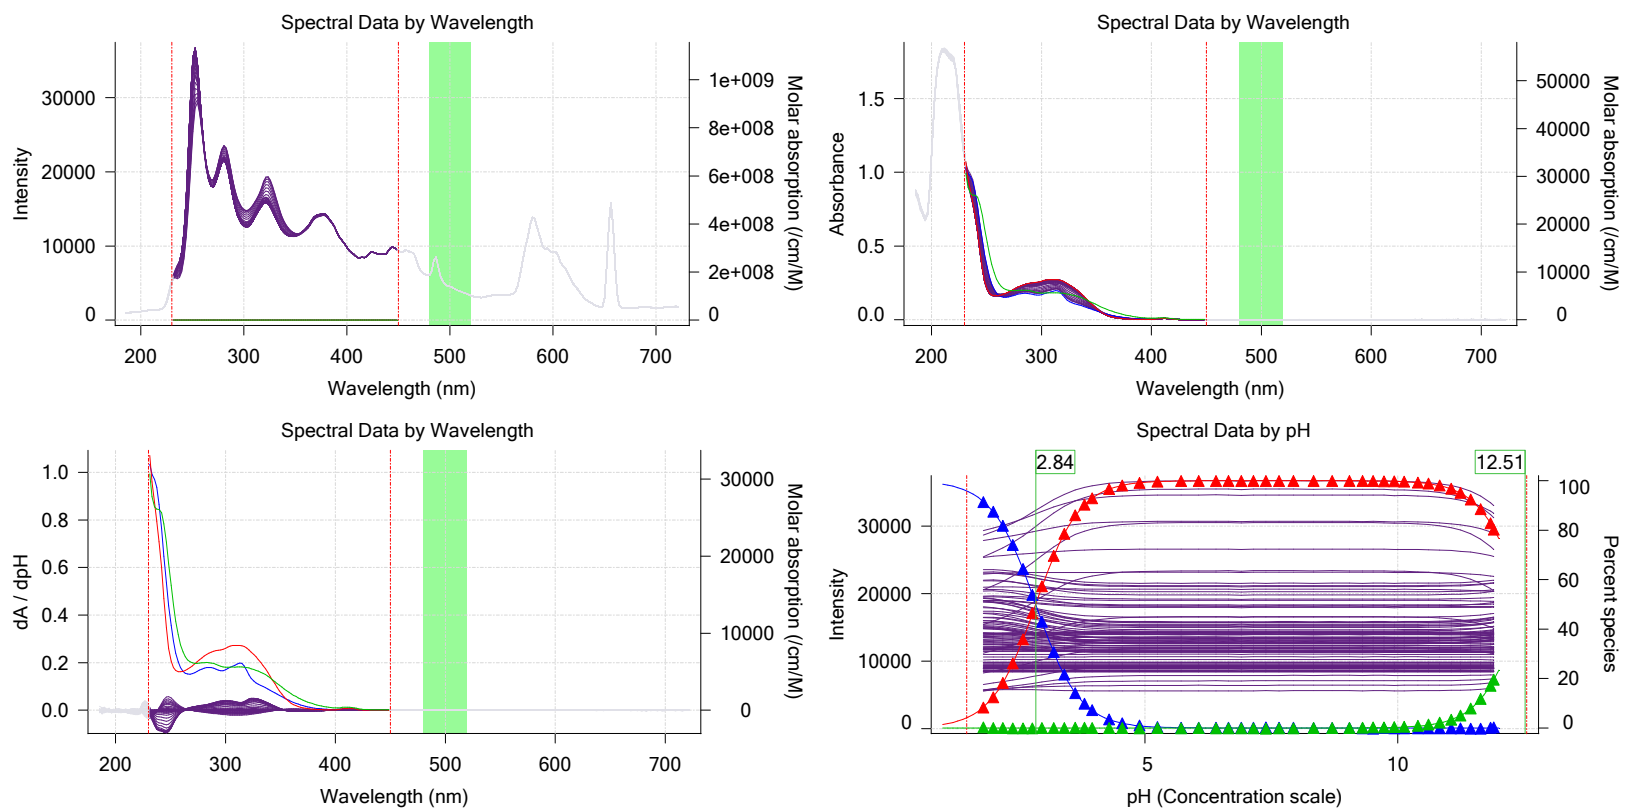 Spectral Data by Wavelength
Intensity
30000
20000
10000
0
1e+009
8e+008
6e+008
4e+008
2e+008
0
Molar absorption (/cm/M)
200 300 400 500 600 700
Wavelength (nm)
Spectral Data by Wavelength
Absorbance
1.5
1.0
0.5
0.0
50000
40000
30000
20000
10000
0
Molar absorption (/cm/M)
200 300 400 500 600 700
Wavelength (nm)
Spectral Data by Wavelength
dA / dpH
1.0
0.8
0.6
0.4
0.2
0.0
30000
20000
10000
0
Molar absorption (/cm/M)
200 300 400 500 600 700
Wavelength (nm)
Spectral Data by pH
2.84 12.51
Intensity
30000
20000
10000
0
100
80
60
40
20
0
Percent species
5 10
pH (Concentration scale)